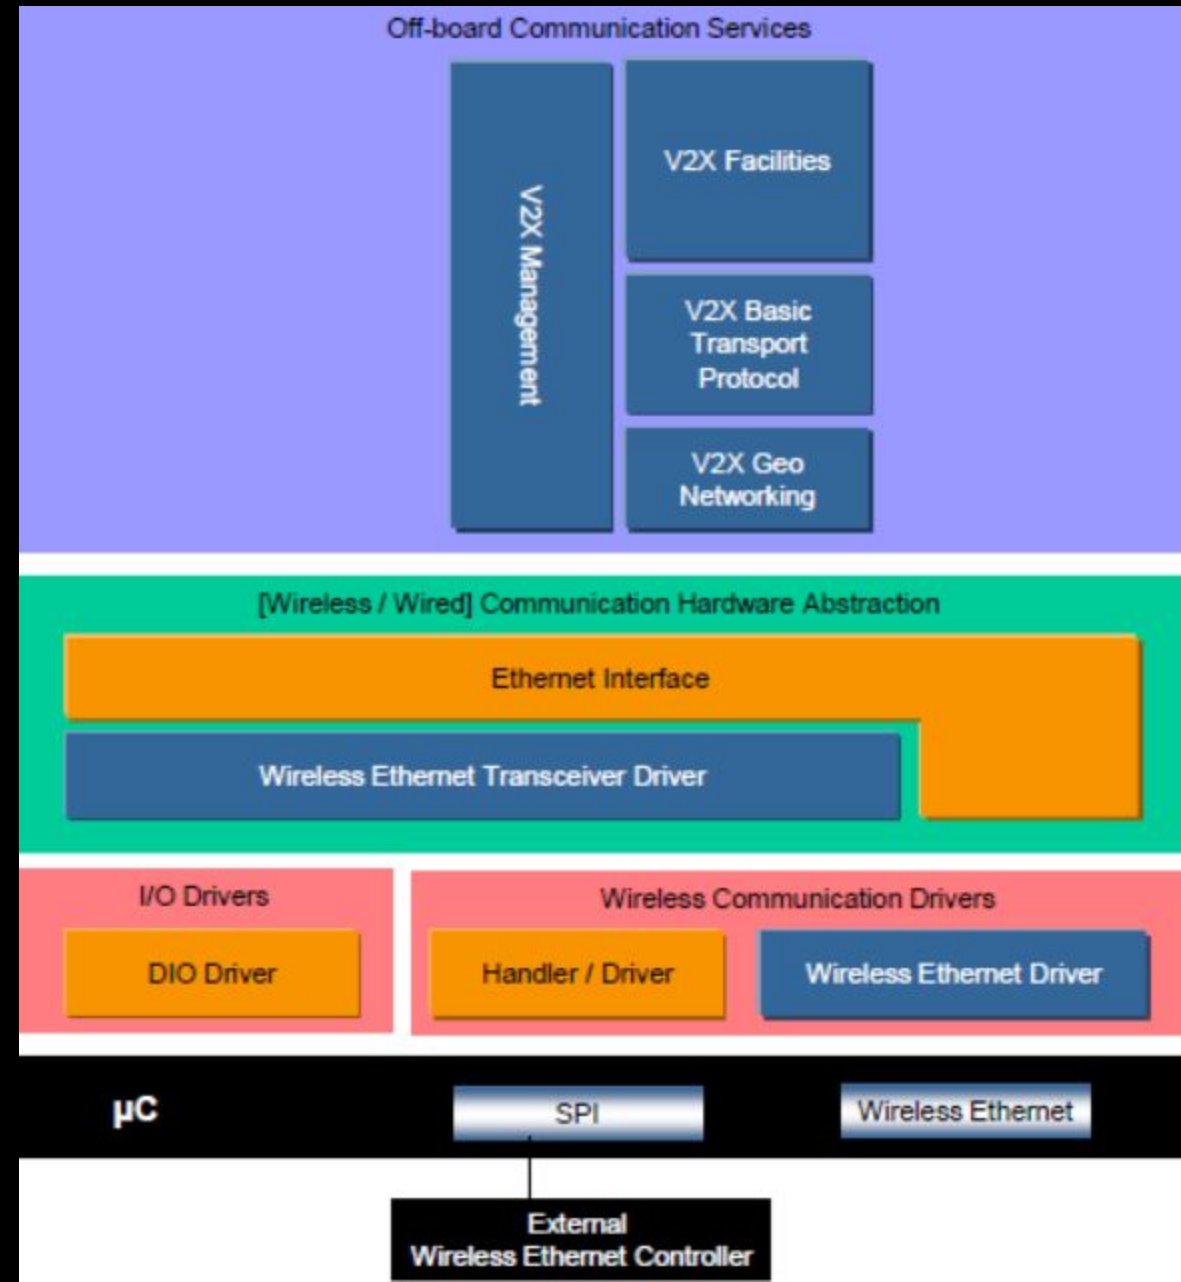 Off-board Communication Services
V2X Management
V2X Facilities
V2X Basic
Transport
Protocol
V2X Geo
Networking
[Wireless / Wired] Communication Hardware Abstraction
Ethernet Interface
Wireless Ethernet Transceiver Driver
I/O Drivers
DIO Driver
Wireless Communication Drivers
Handler / Driver
Wireless Ethernet Driver
µC
SPI
Wireless Ethernet
External
Wireless Ethernet Controller